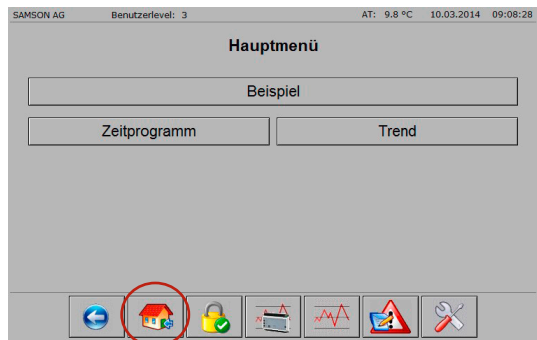 SAMSON AG Benutzerlevel: 3 AT: 9.8 °C 10.03.2014 09:08:28
Hauptmenü
Beispiel
Zeitprogramm Trend